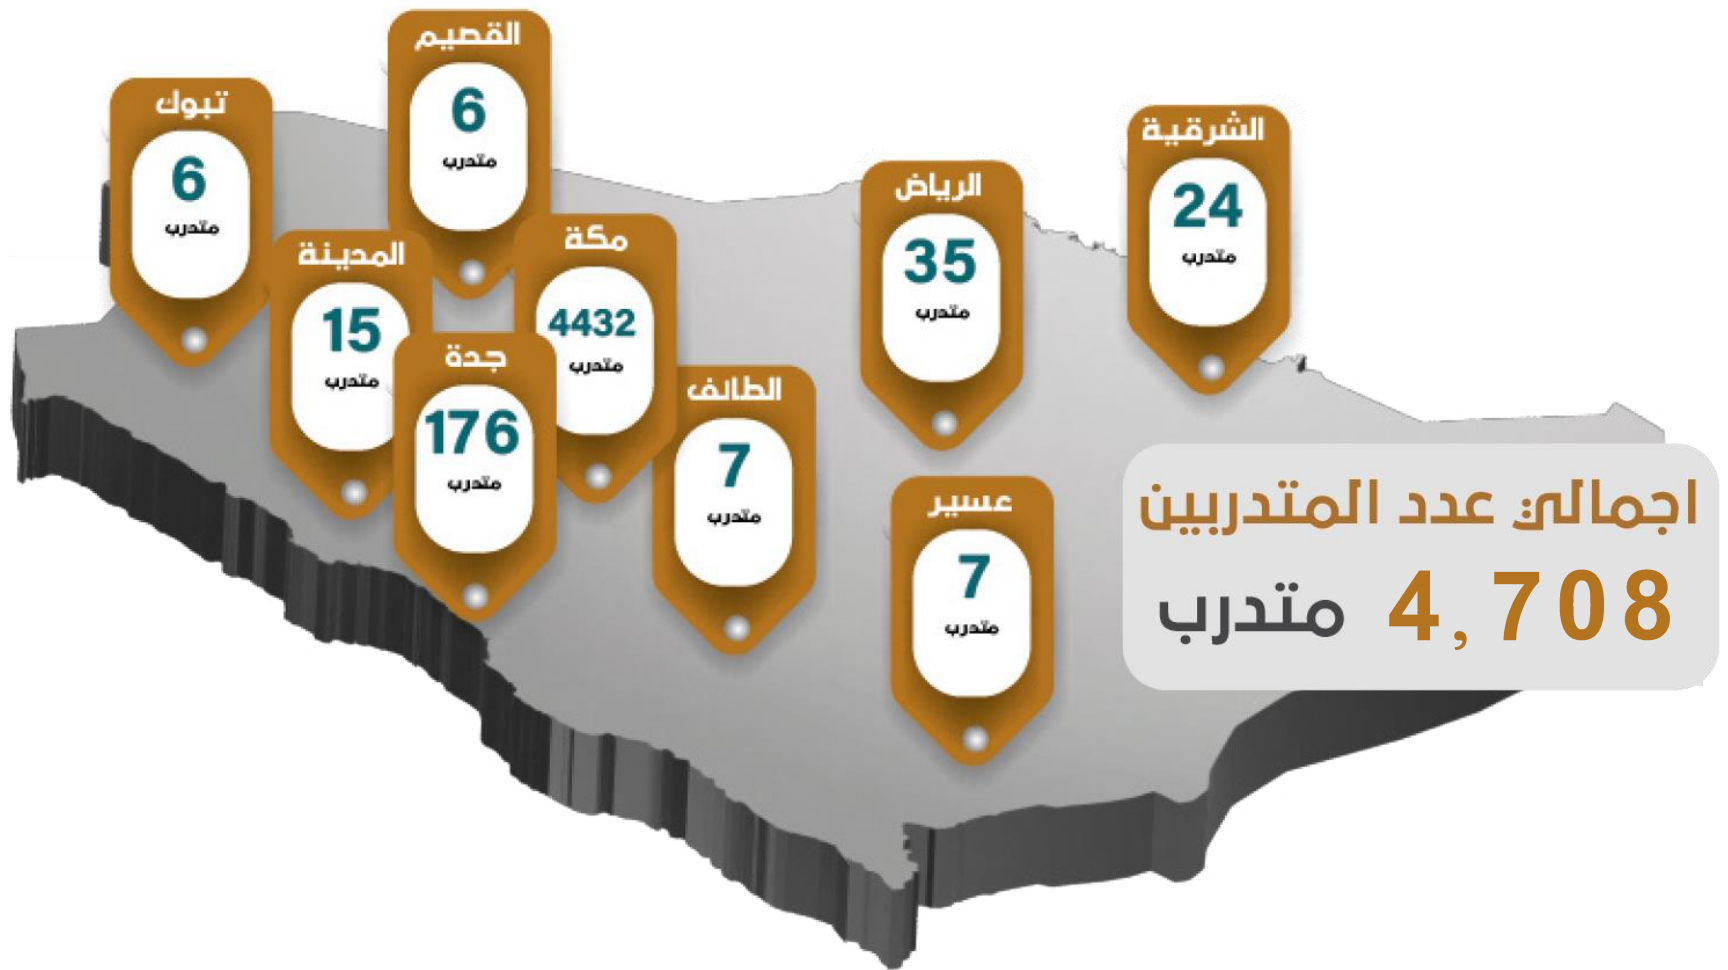 القصيم
6
متدرب
تبوك
6
متدرب
الشرقية
24
متدرب
الرياض
35
متدرب
مكة
4432
متدرب
المدينة
15
متدرب
جدة
176
متدرب
الطائف
7
متدرب
عسير
7
متدرب
اجمالي عدد المتدربين
4,708 متدرب